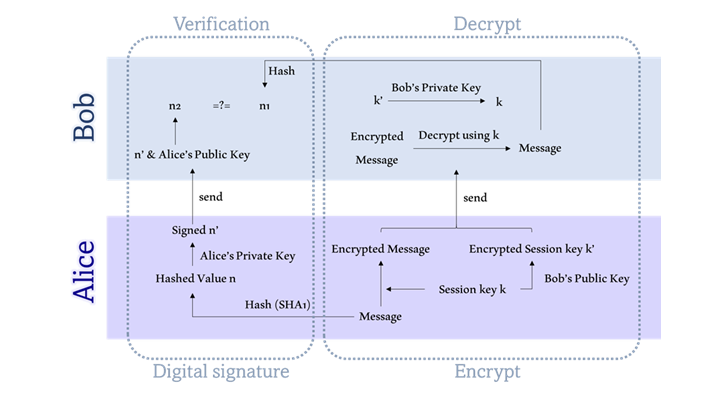 Verification
Decrypt
Bob
Hash
n2 =?= n1
Bob's Private Key
k' k
Encrypted
Message
Decrypt using k
Message
n' & Alice's Public Key
send
send
Alice
Signed n'
Alice's Private Key
Hashed Value n
Hash (SHA1)
Encrypted Message
Encrypted Session key k'
Bob's Public Key
Session key k
Message
Digital signature
Encrypt